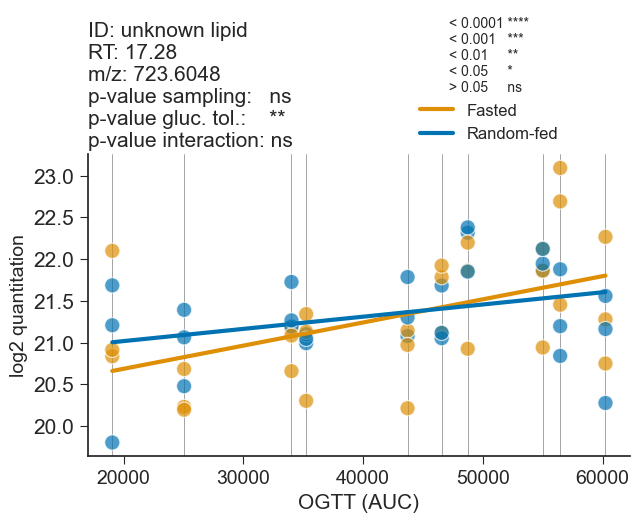 ID: unknown lipid
RT: 17.28
m/z: 723.6048
p-value sampling: ns
p-value gluc. tol.: **
p-value interaction: ns
< 0.0001 ****
< 0.001 ***
< 0.01 **
< 0.05 *
> 0.05 ns
Fasted
Random-fed
log2 quantitation
23.0
22.5
22.0
21.5
21.0
20.5
20.0
20000 30000 40000 50000 60000
OGTT (AUC)